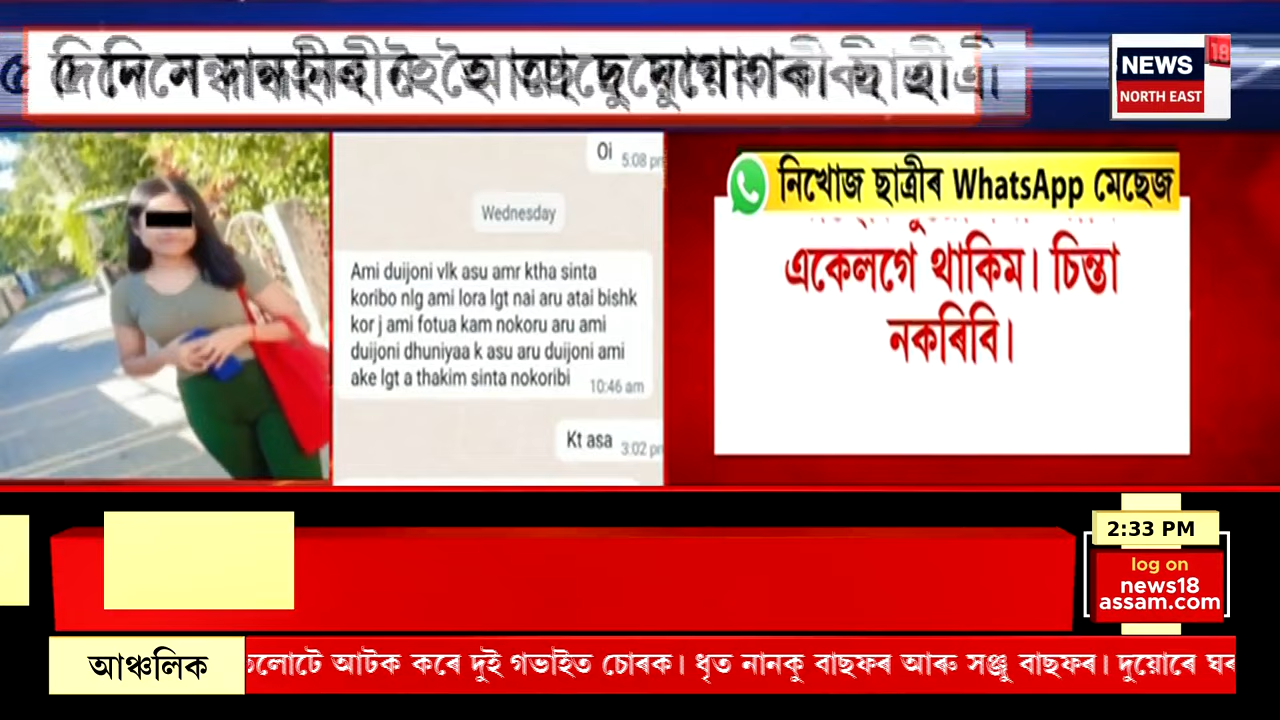 NEWS 18
NORTH EAST
Oi 5:08
Wednesday
Ami duijoni vlk asu amr ktha sinta
koribo nlg ami lora lgt nai aru atai bishk
kor j ami fotua kam nokoru aru ami
duijoni dhuniyaa k asu aru duijoni ami
ake lgt a thakim sinta nokoribi 10:46 am
Kt asa 3:02
নিখোজ ছাত্ৰীৰ WhatsApp মেছেজ
একেলগে থাকিম। চিন্তা
নকৰিবি।
2:33 PM
log on
news18
assam.com
আঞ্চলিক
আটক কৰে দুই গভাইত চোৰক। ধৃত নানকু বাছফৰ আৰু সঞ্জু বাছফৰ। দুয়োৰে